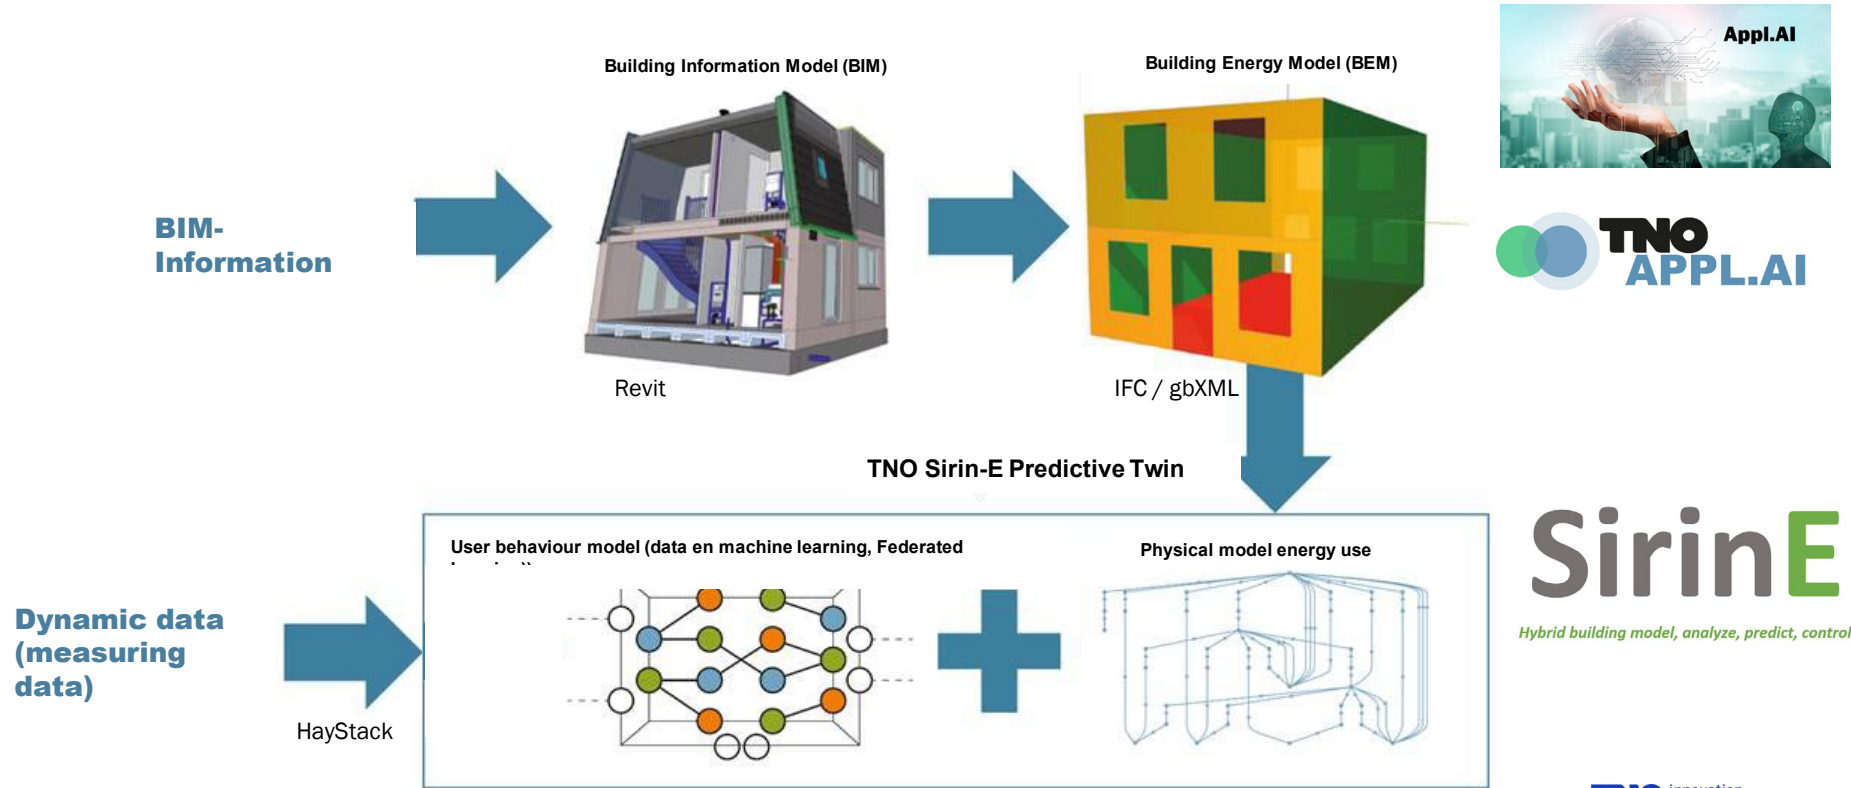 Appl.AI
Building Information Model (BIM)
Building Energy Model (BEM)
BIM-
Information
TNO
APPL.AI
Revit
IFC / gbXML
TNO Sirin-E Predictive Twin
User behaviour model (data en machine learning, Federated
Physical model energy use
SirinE
Hybrid building model, analyze, predict, control
Dynamic data
(measuring
data)
HayStack
TNO innovation